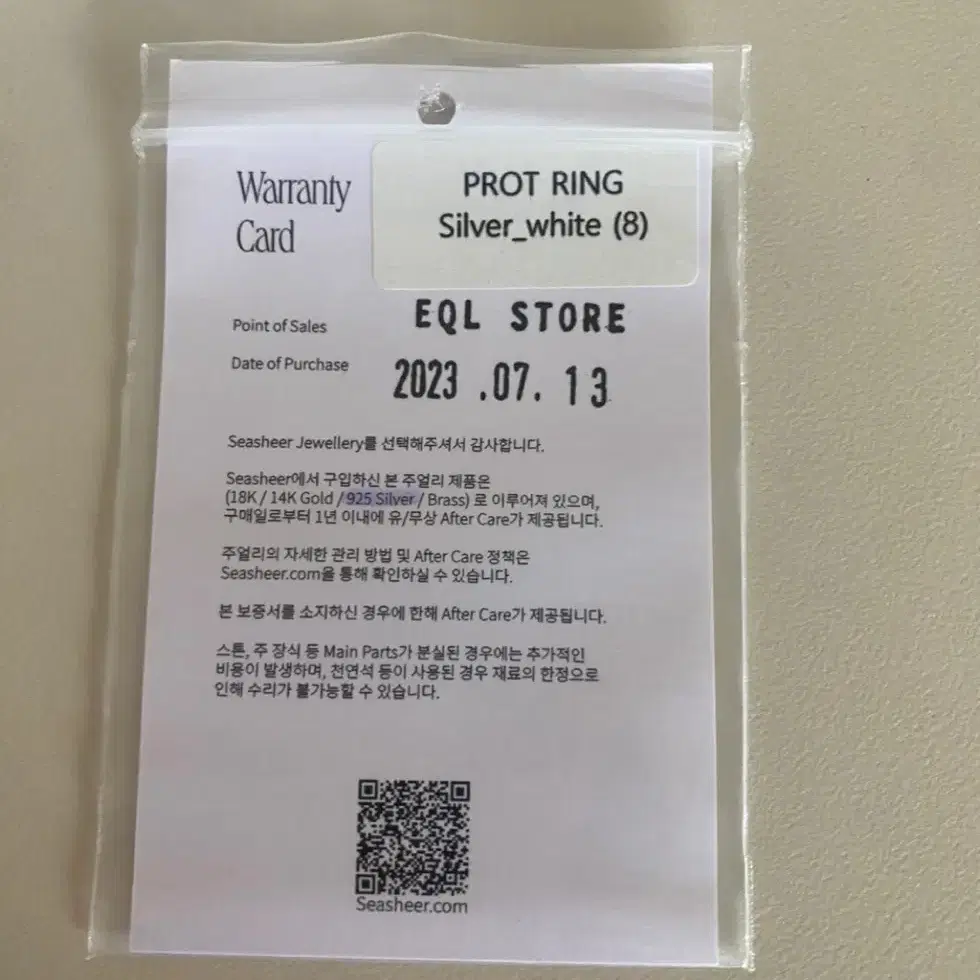 Warranty
Card
PROT RING
Silver_white (8)
Point of Sales
EQL STORE
Date of Purchase
2023 .07. 13
Seasheer Jewellery를 선택해주셔서 감사합니다.
Seasheer에서 구입하신 본 주얼리 제품은
(18K / 14K Gold / 925 Silver / Brass) 로 이루어져 있으며,
구매일로부터 1년 이내에 유/무상 After Care가 제공됩니다.
주얼리의 자세한 관리 방법 및 After Care 정책은
Seasheer.com을 통해 확인하실 수 있습니다.
본 보증서를 소지하신 경우에 한해 After Care가 제공됩니다.
스톤, 주 장식 등 Main Parts가 분실된 경우에는 추가적인
비용이 발생하며, 천연석 등이 사용된 경우 재료의 한정으로
인해 수리가 불가능할 수 있습니다.
Seasheer.com